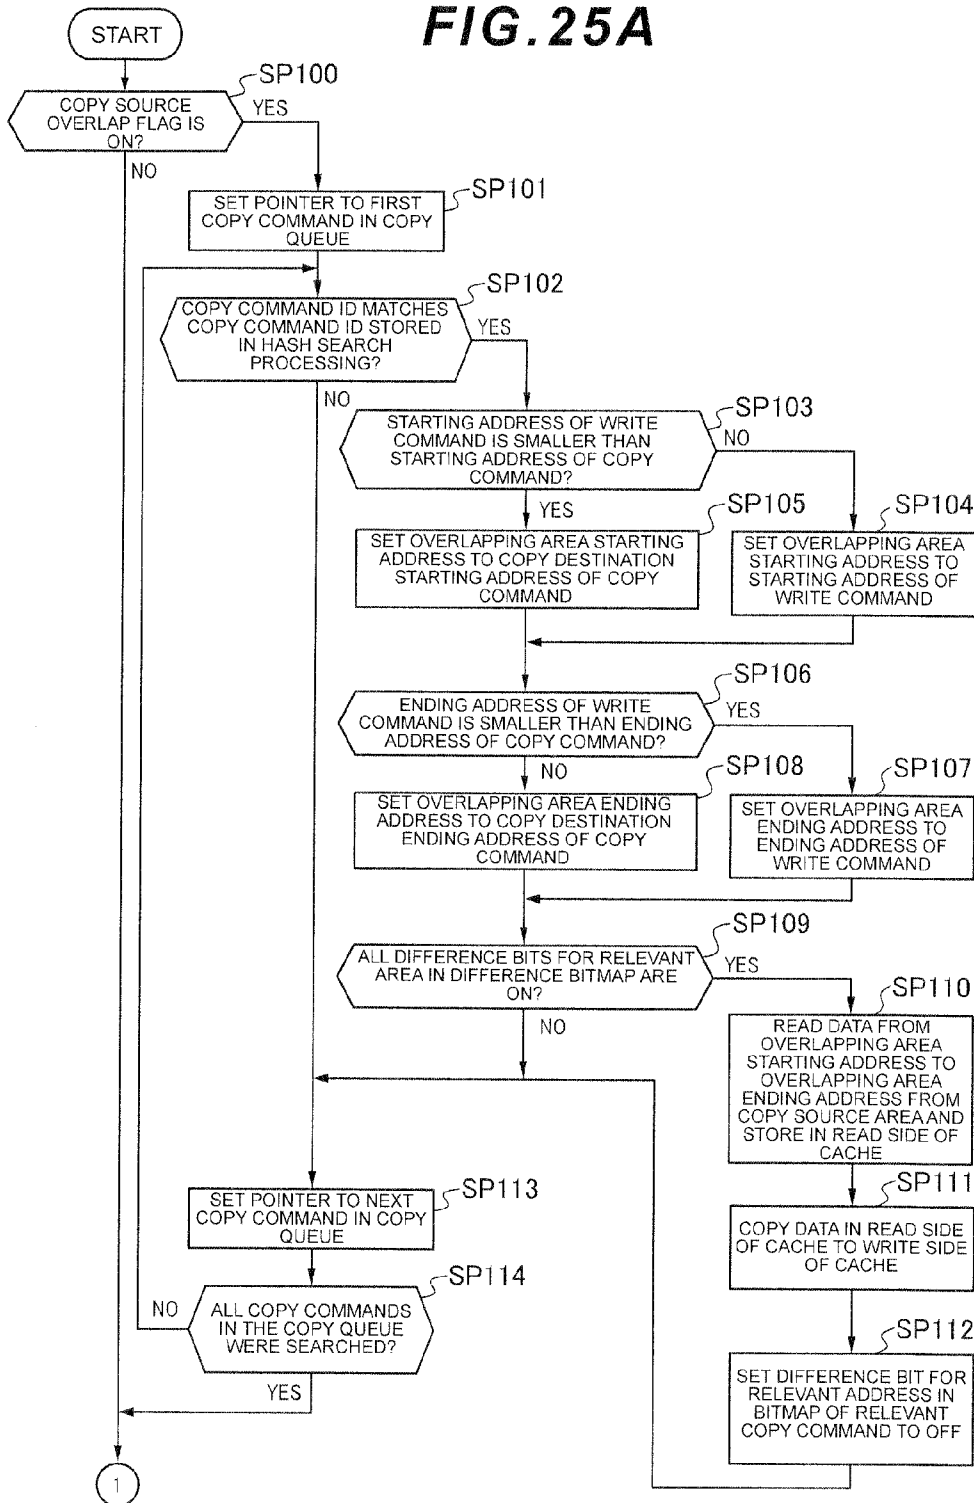 FIG.25A
START
SP100
COPY SOURCE
OVERLAP FLAG IS
ON?
YES
NO
SP101
SET POINTER TO FIRST
COPY COMMAND IN COPY
QUEUE
SP102
COPY COMMAND ID MATCHES
COPY COMMAND ID STORED
IN HASH SEARCH
PROCESSING?
YES
NO
SP103
STARTING ADDRESS OF WRITE
COMMAND IS SMALLER THAN
STARTING ADDRESS OF COPY
COMMAND?
NO
YES
SP105
SET OVERLAPPING AREA STARTING
ADDRESS TO COPY DESTINATION
STARTING ADDRESS OF COPY
COMMAND
SP104
SET OVERLAPPING AREA
STARTING ADDRESS TO
STARTING ADDRESS OF
WRITE COMMAND
SP106
ENDING ADDRESS OF WRITE
COMMAND IS SMALLER THAN ENDING
ADDRESS OF COPY COMMAND?
YES
NO
SP108
SET OVERLAPPING AREA ENDING
ADDRESS TO COPY DESTINATION
ENDING ADDRESS OF COPY
COMMAND
SP107
SET OVERLAPPING AREA
ENDING ADDRESS TO
ENDING ADDRESS OF
WRITE COMMAND
SP109
ALL DIFFERENCE BITS FOR RELEVANT
AREA IN DIFFERENCE BITMAP ARE
ON?
YES
NO
SP110
READ DATA FROM
OVERLAPPING AREA
STARTING ADDRESS TO
OVERLAPPING AREA
ENDING ADDRESS FROM
COPY SOURCE AREA AND
STORE IN READ SIDE OF
CACHE
SP111
COPY DATA IN READ SIDE
OF CACHE TO WRITE SIDE
OF CACHE
SP112
SET DIFFERENCE BIT FOR
RELEVANT ADDRESS IN
BITMAP OF RELEVANT
COPY COMMAND TO OFF
SP113
SET POINTER TO NEXT
COPY COMMAND IN COPY
QUEUE
SP114
NO
ALL COPY COMMANDS
IN THE COPY QUEUE
WERE SEARCHED?
YES
1